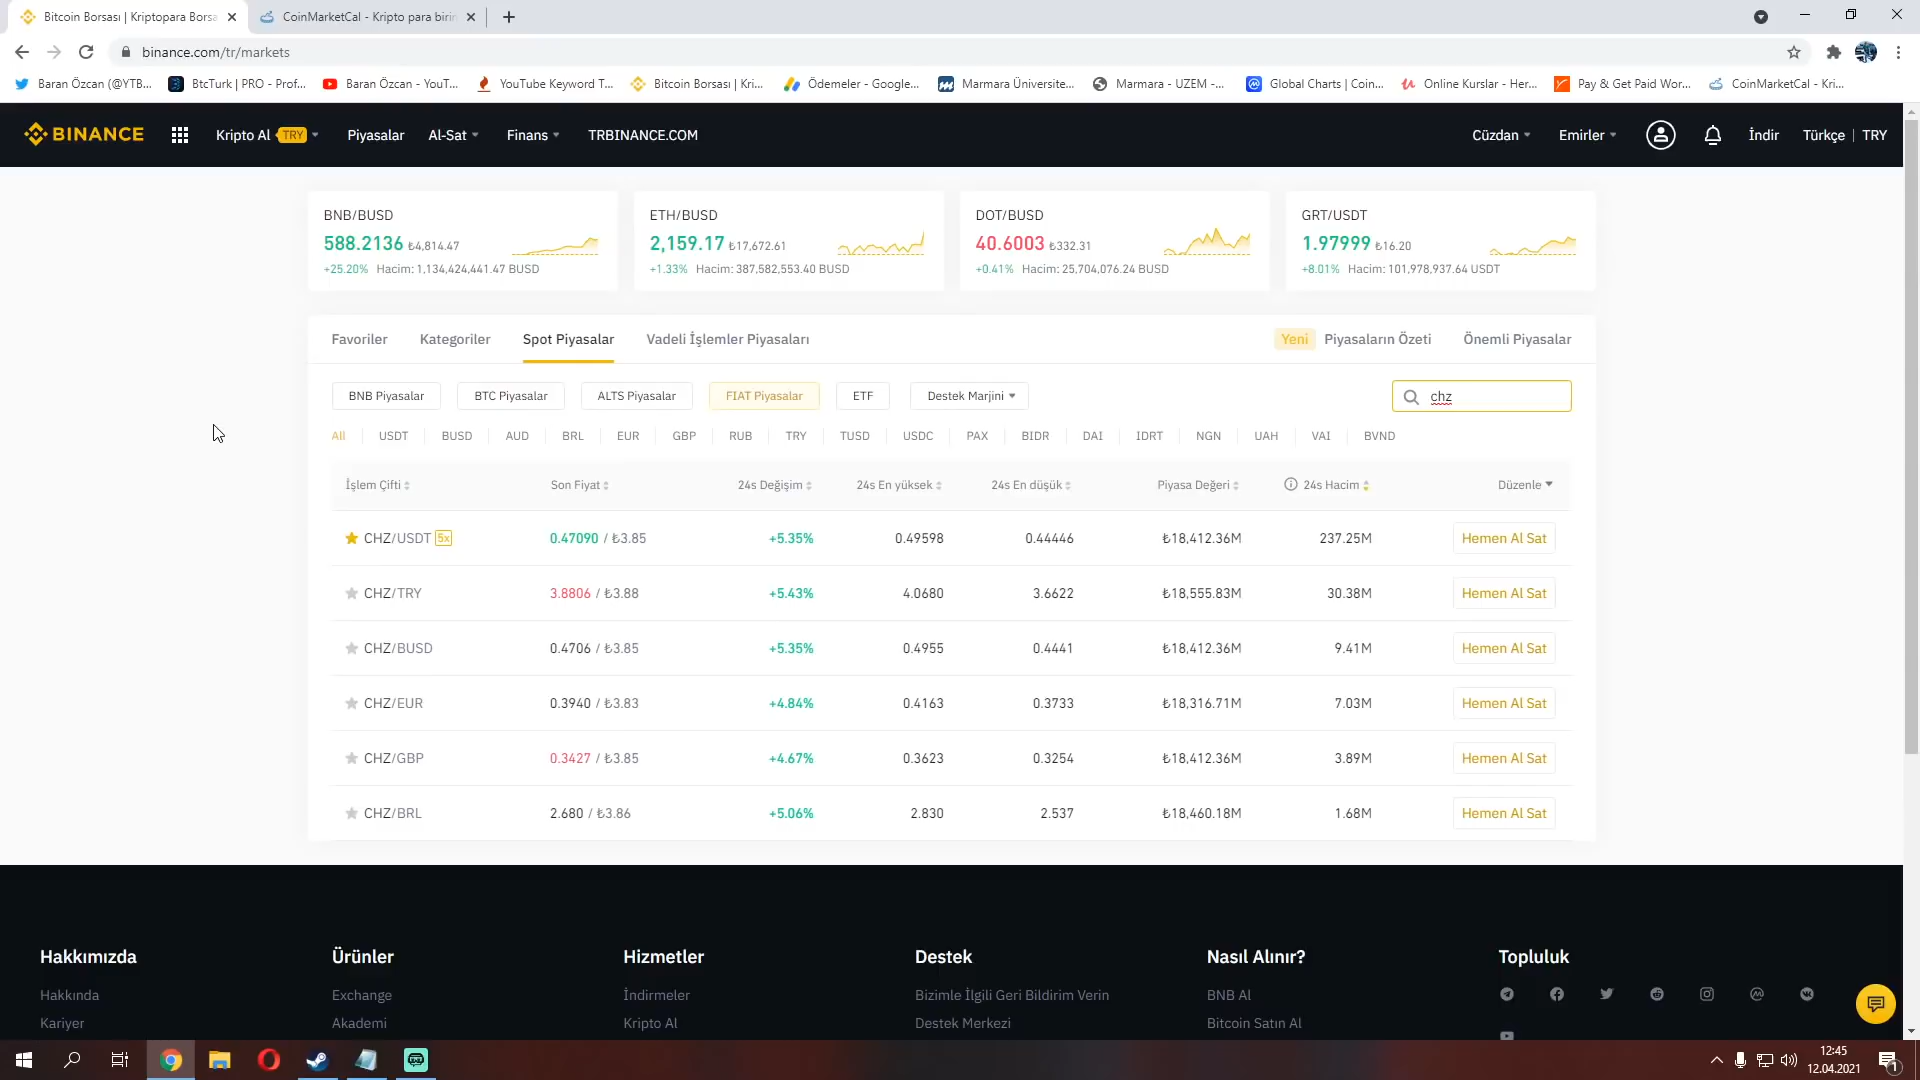 Bitcoin Borsası | Kriptopara Borsa
CoinMarketCal - Kripto para birin
binance.com/tr/markets
Baran Özcan (@YTB...
BtcTurk | PRO - Prof...
Baran Özcan - YouT...
YouTube Keyword T...
Bitcoin Borsası | Kri...
Ödemeler - Google...
Marmara Üniversite...
Marmara - UZEM -...
Global Charts | Coin...
Online Kurslar - Her...
Pay & Get Paid Wor...
CoinMarketCal - Kri...
BINANCE
Kripto Al TRY
Piyasalar
Al-Sat
Finans
TRBINANCE.COM
Cüzdan
Emirler
İndir
Türkçe | TRY
BNB/BUSD
588.2136 ₺4,814.47
+25.20% Hacim: 1,134,424,441.47 BUSD
ETH/BUSD
2,159.17 ₺17,672.61
+1.33% Hacim: 387,582,553.40 BUSD
DOT/BUSD
40.6003 ₺332.31
+0.41% Hacim: 25,704,076.24 BUSD
GRT/USDT
1.97999 ₺16.20
+8.01% Hacim: 101,978,937.64 USDT
Favoriler Kategoriler Spot Piyasalar Vadeli İşlemler Piyasaları Yeni Piyasaların Özeti Önemli Piyasalar
BNB Piyasalar BTC Piyasalar ALTS Piyasalar FIAT Piyasalar ETF Destek Marjini chz
All USDT BUSD AUD BRL EUR GBP RUB TRY TUSD USDC PAX BIDR DAI IDRT NGN UAH VAI BVND
İşlem Çifti Son Fiyat 24s Değişim 24s En yüksek 24s En düşük Piyasa Değeri 24s Hacim Düzenle
CHZ/USDT 5x 0.47090 / ₺3.85 +5.35% 0.49598 0.44446 ₺18,412.36M 237.25M Hemen Al Sat
CHZ/TRY 3.8806 / ₺3.88 +5.43% 4.0680 3.6622 ₺18,555.83M 30.38M Hemen Al Sat
CHZ/BUSD 0.4706 / ₺3.85 +5.35% 0.4955 0.4441 ₺18,412.36M 9.41M Hemen Al Sat
CHZ/EUR 0.3940 / ₺3.83 +4.84% 0.4163 0.3733 ₺18,316.71M 7.03M Hemen Al Sat
CHZ/GBP 0.3427 / ₺3.85 +4.67% 0.3623 0.3254 ₺18,412.36M 3.89M Hemen Al Sat
CHZ/BRL 2.680 / ₺3.86 +5.06% 2.830 2.537 ₺18,460.18M 1.68M Hemen Al Sat
Hakkımızda Ürünler Hizmetler Destek Nasıl Alınır? Topluluk
Hakkında Exchange İndirmeler Bizimle İlgili Geri Bildirim Verin BNB Al
Kariyer Akademi Kripto Al Destek Merkezi Bitcoin Satın Al
12:45
12.04.2021
1